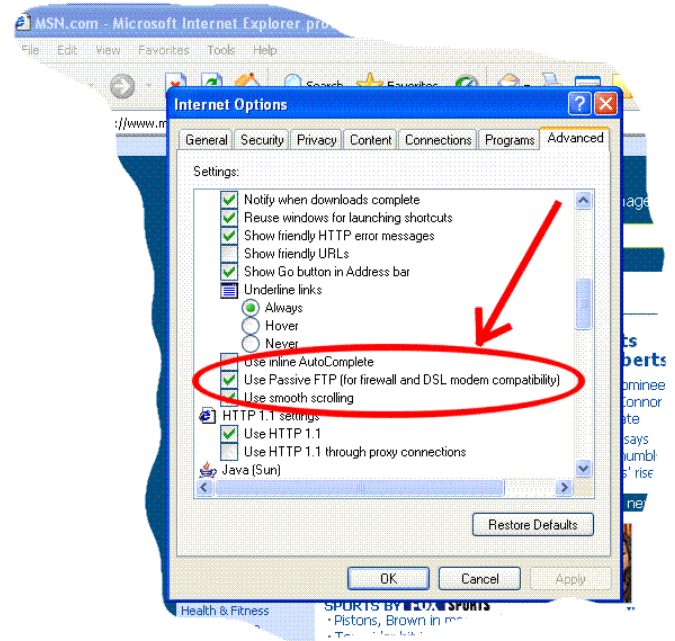 MSN.com - Microsoft Internet Explorer pro
File Edit View Favorites Tools Help
Search Favorites
Internet Options
://www.m
General Security Privacy Content Connections Programs Advanced
Settings:
Notify when downloads complete
Reuse windows for launching shortcuts
Show friendly HTTP error messages
Show friendly URLs
Show Go button in Address bar
Underline links
Always
Hover
Never
Use inline AutoComplete
Use Passive FTP (for firewall and DSL modem compatibility)
Use smooth scrolling
HTTP 1.1 settings
Use HTTP 1.1
Use HTTP 1.1 through proxy connections
Java (Sun)
Restore Defaults
OK Cancel Apply
age
ts
berts
ominee
Connor
ate
says
umbl
s' rise
ne
Health & Fitness
SPORTS BY SPORTS
· Pistons, Brown in